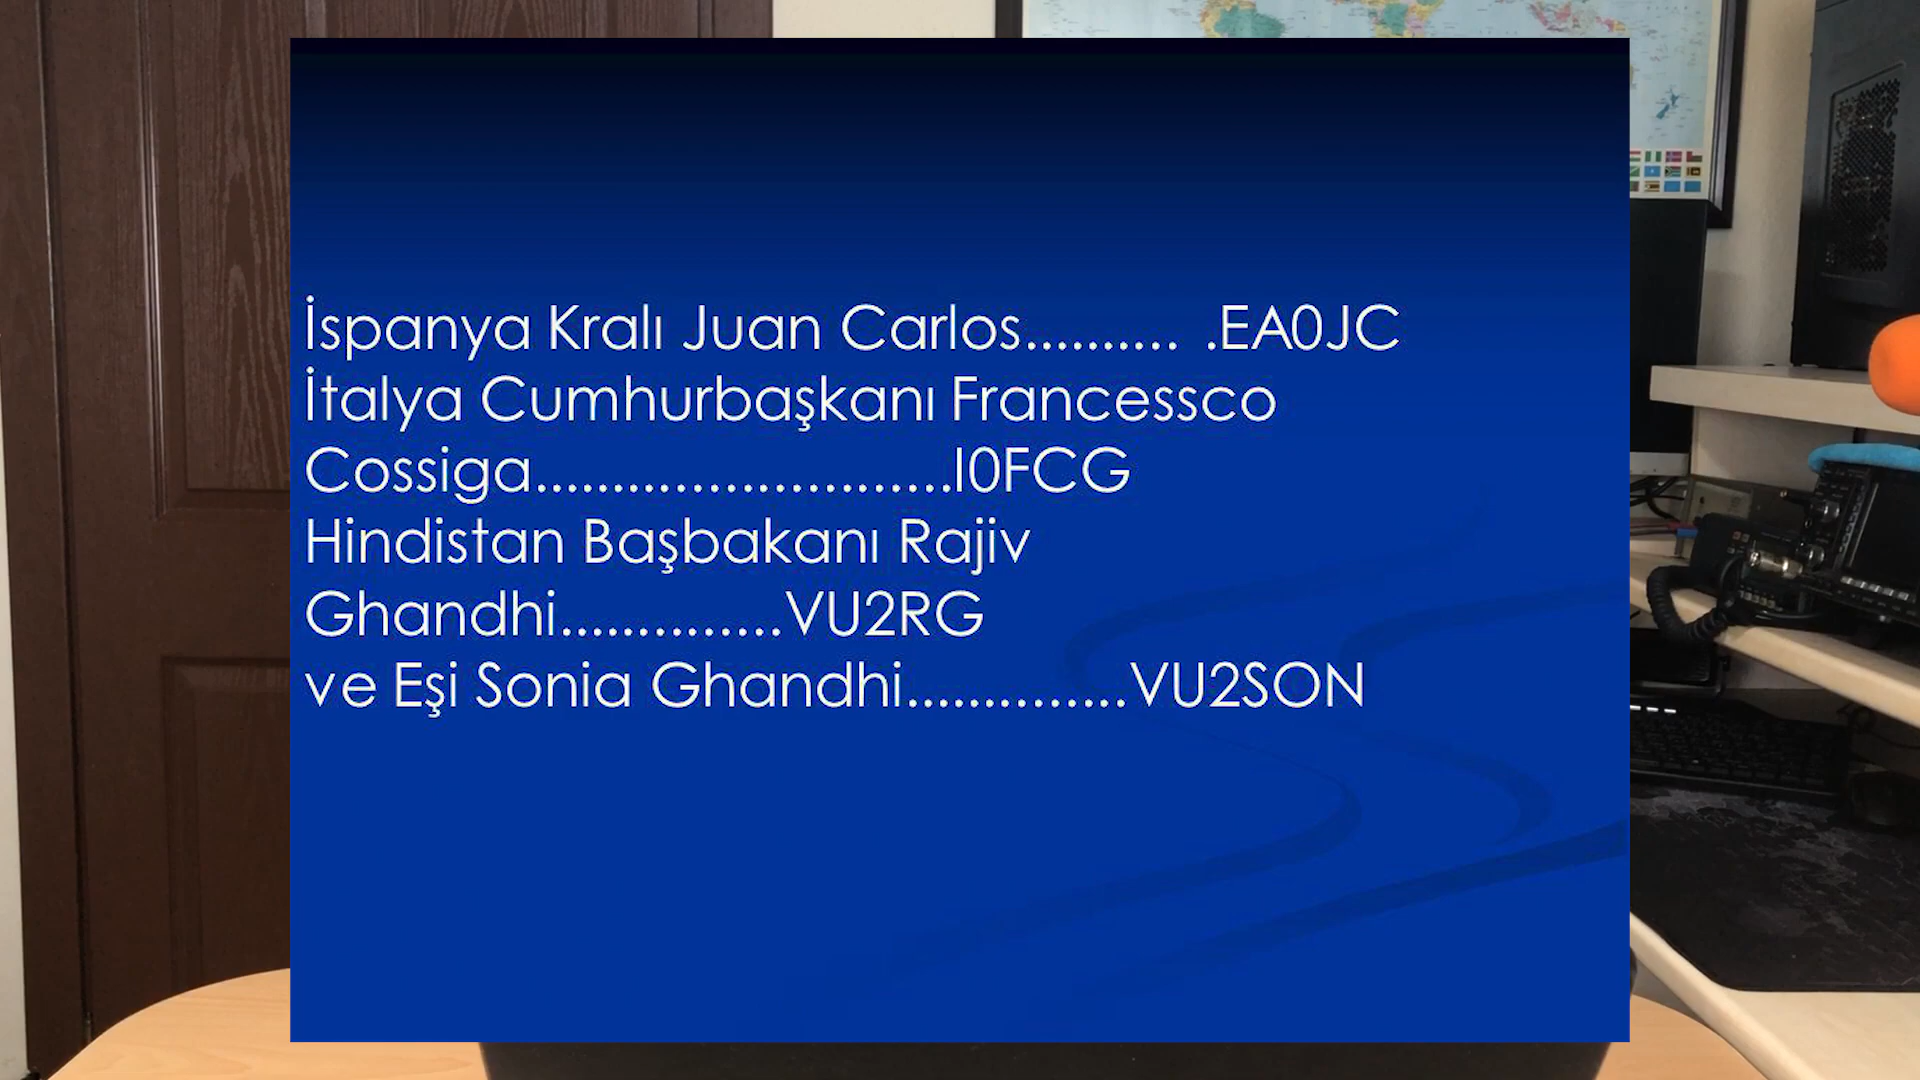 İspanya Kralı Juan Carlos.......... .EA0JC
İtalya Cumhurbaşkanı Francessco
Cossiga..........................I0FCG
Hindistan Başbakanı Rajiv
Ghandhi..............VU2RG
ve Eşi Sonia Ghandhi..............VU2SON